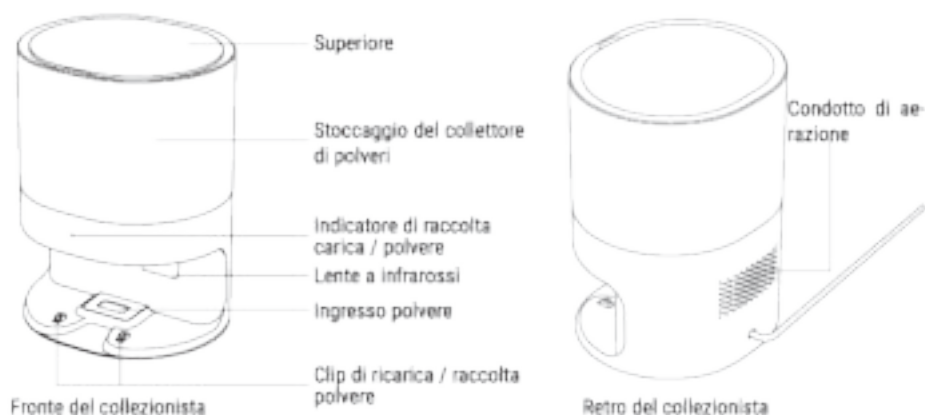 Superiore
Stoccaggio del collettore
di polveri
Indicatore di raccolta
carica / polvere
Lente a infrarossi
Ingresso polvere
Clip di ricarica / raccolta
polvere
Fronte del collezionista
Condotto di ae-
razione
Retro del collezionista